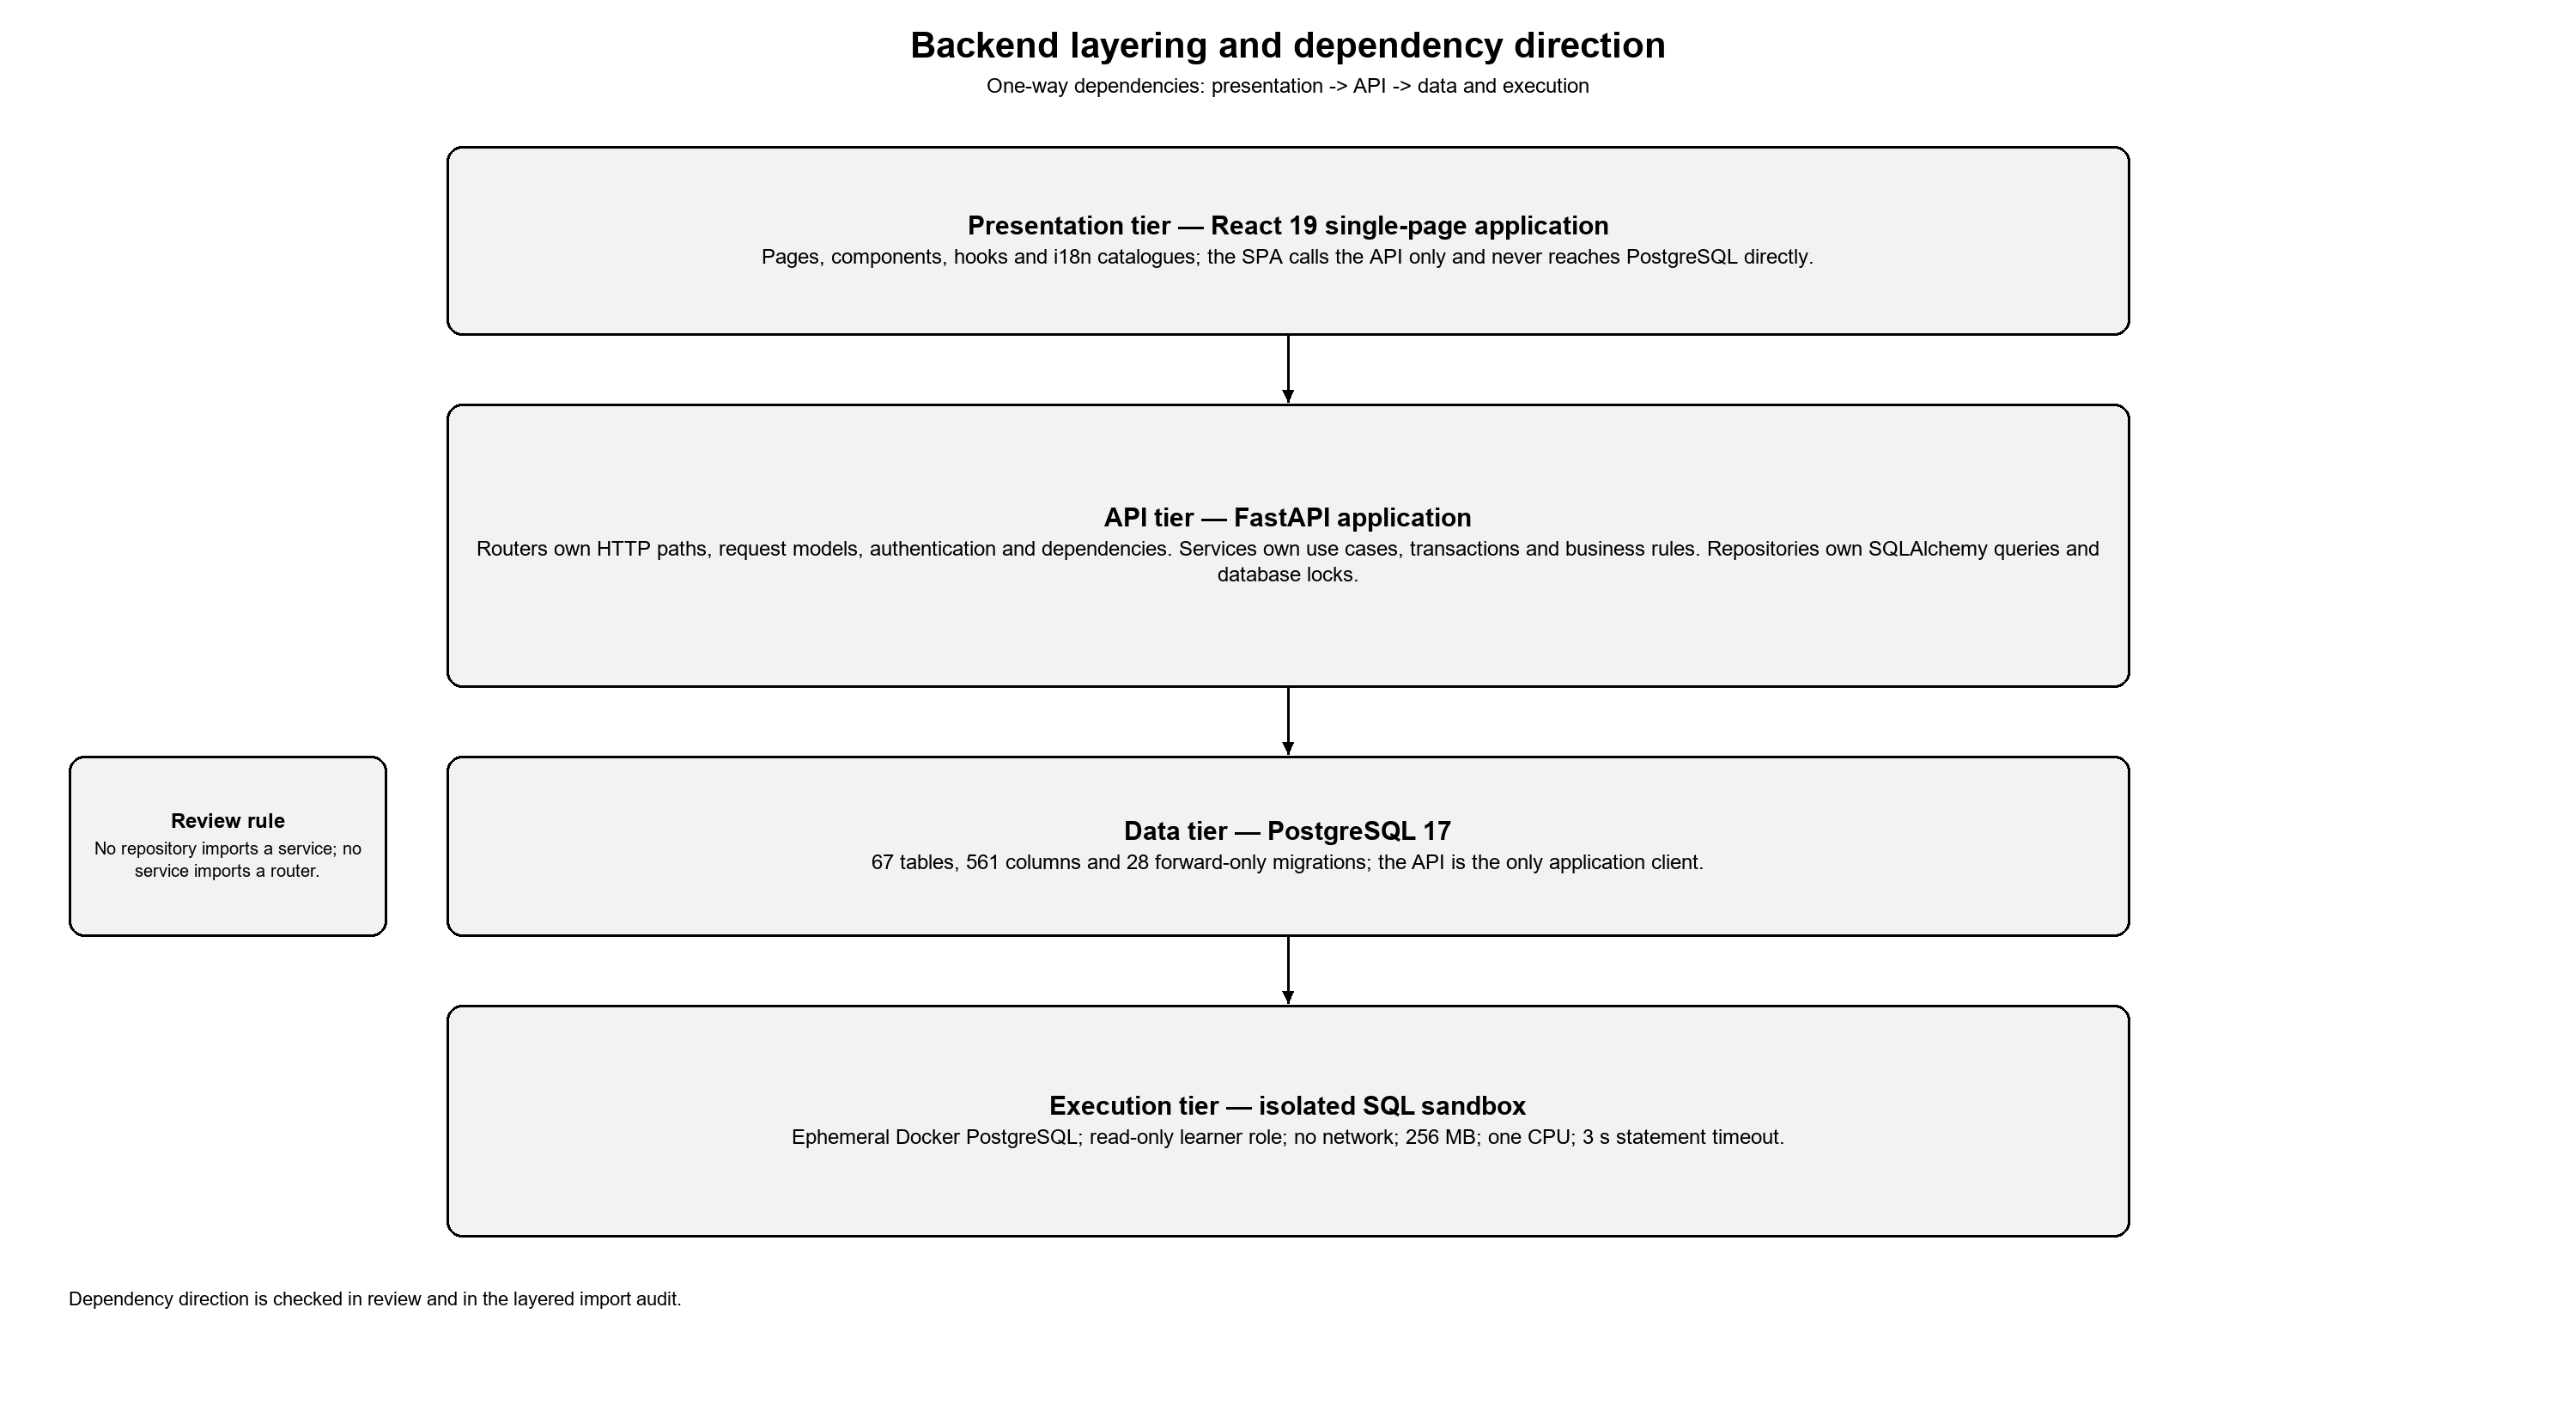 Backend layering and dependency direction
One-way dependencies: presentation -> API -> data and execution
Presentation tier — React 19 single-page application
Pages, components, hooks and i18n catalogues; the SPA calls the API only and never reaches PostgreSQL directly.
API tier — FastAPI application
Routers own HTTP paths, request models, authentication and dependencies. Services own use cases, transactions and business rules. Repositories own SQLAlchemy queries and
database locks.
Review rule
No repository imports a service; no
service imports a router.
Data tier — PostgreSQL 17
67 tables, 561 columns and 28 forward-only migrations; the API is the only application client.
Execution tier — isolated SQL sandbox
Ephemeral Docker PostgreSQL; read-only learner role; no network; 256 MB; one CPU; 3 s statement timeout.
Dependency direction is checked in review and in the layered import audit.